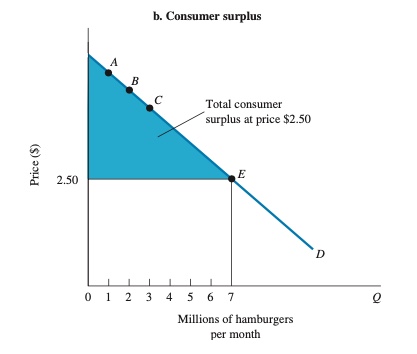 b. Consumer surplus
A
B
C
Total consumer
surplus at price $2.50
Price ($)
2.50
E
D
0 1 2 3 4 5 6 7 Q
Millions of hamburgers
per month